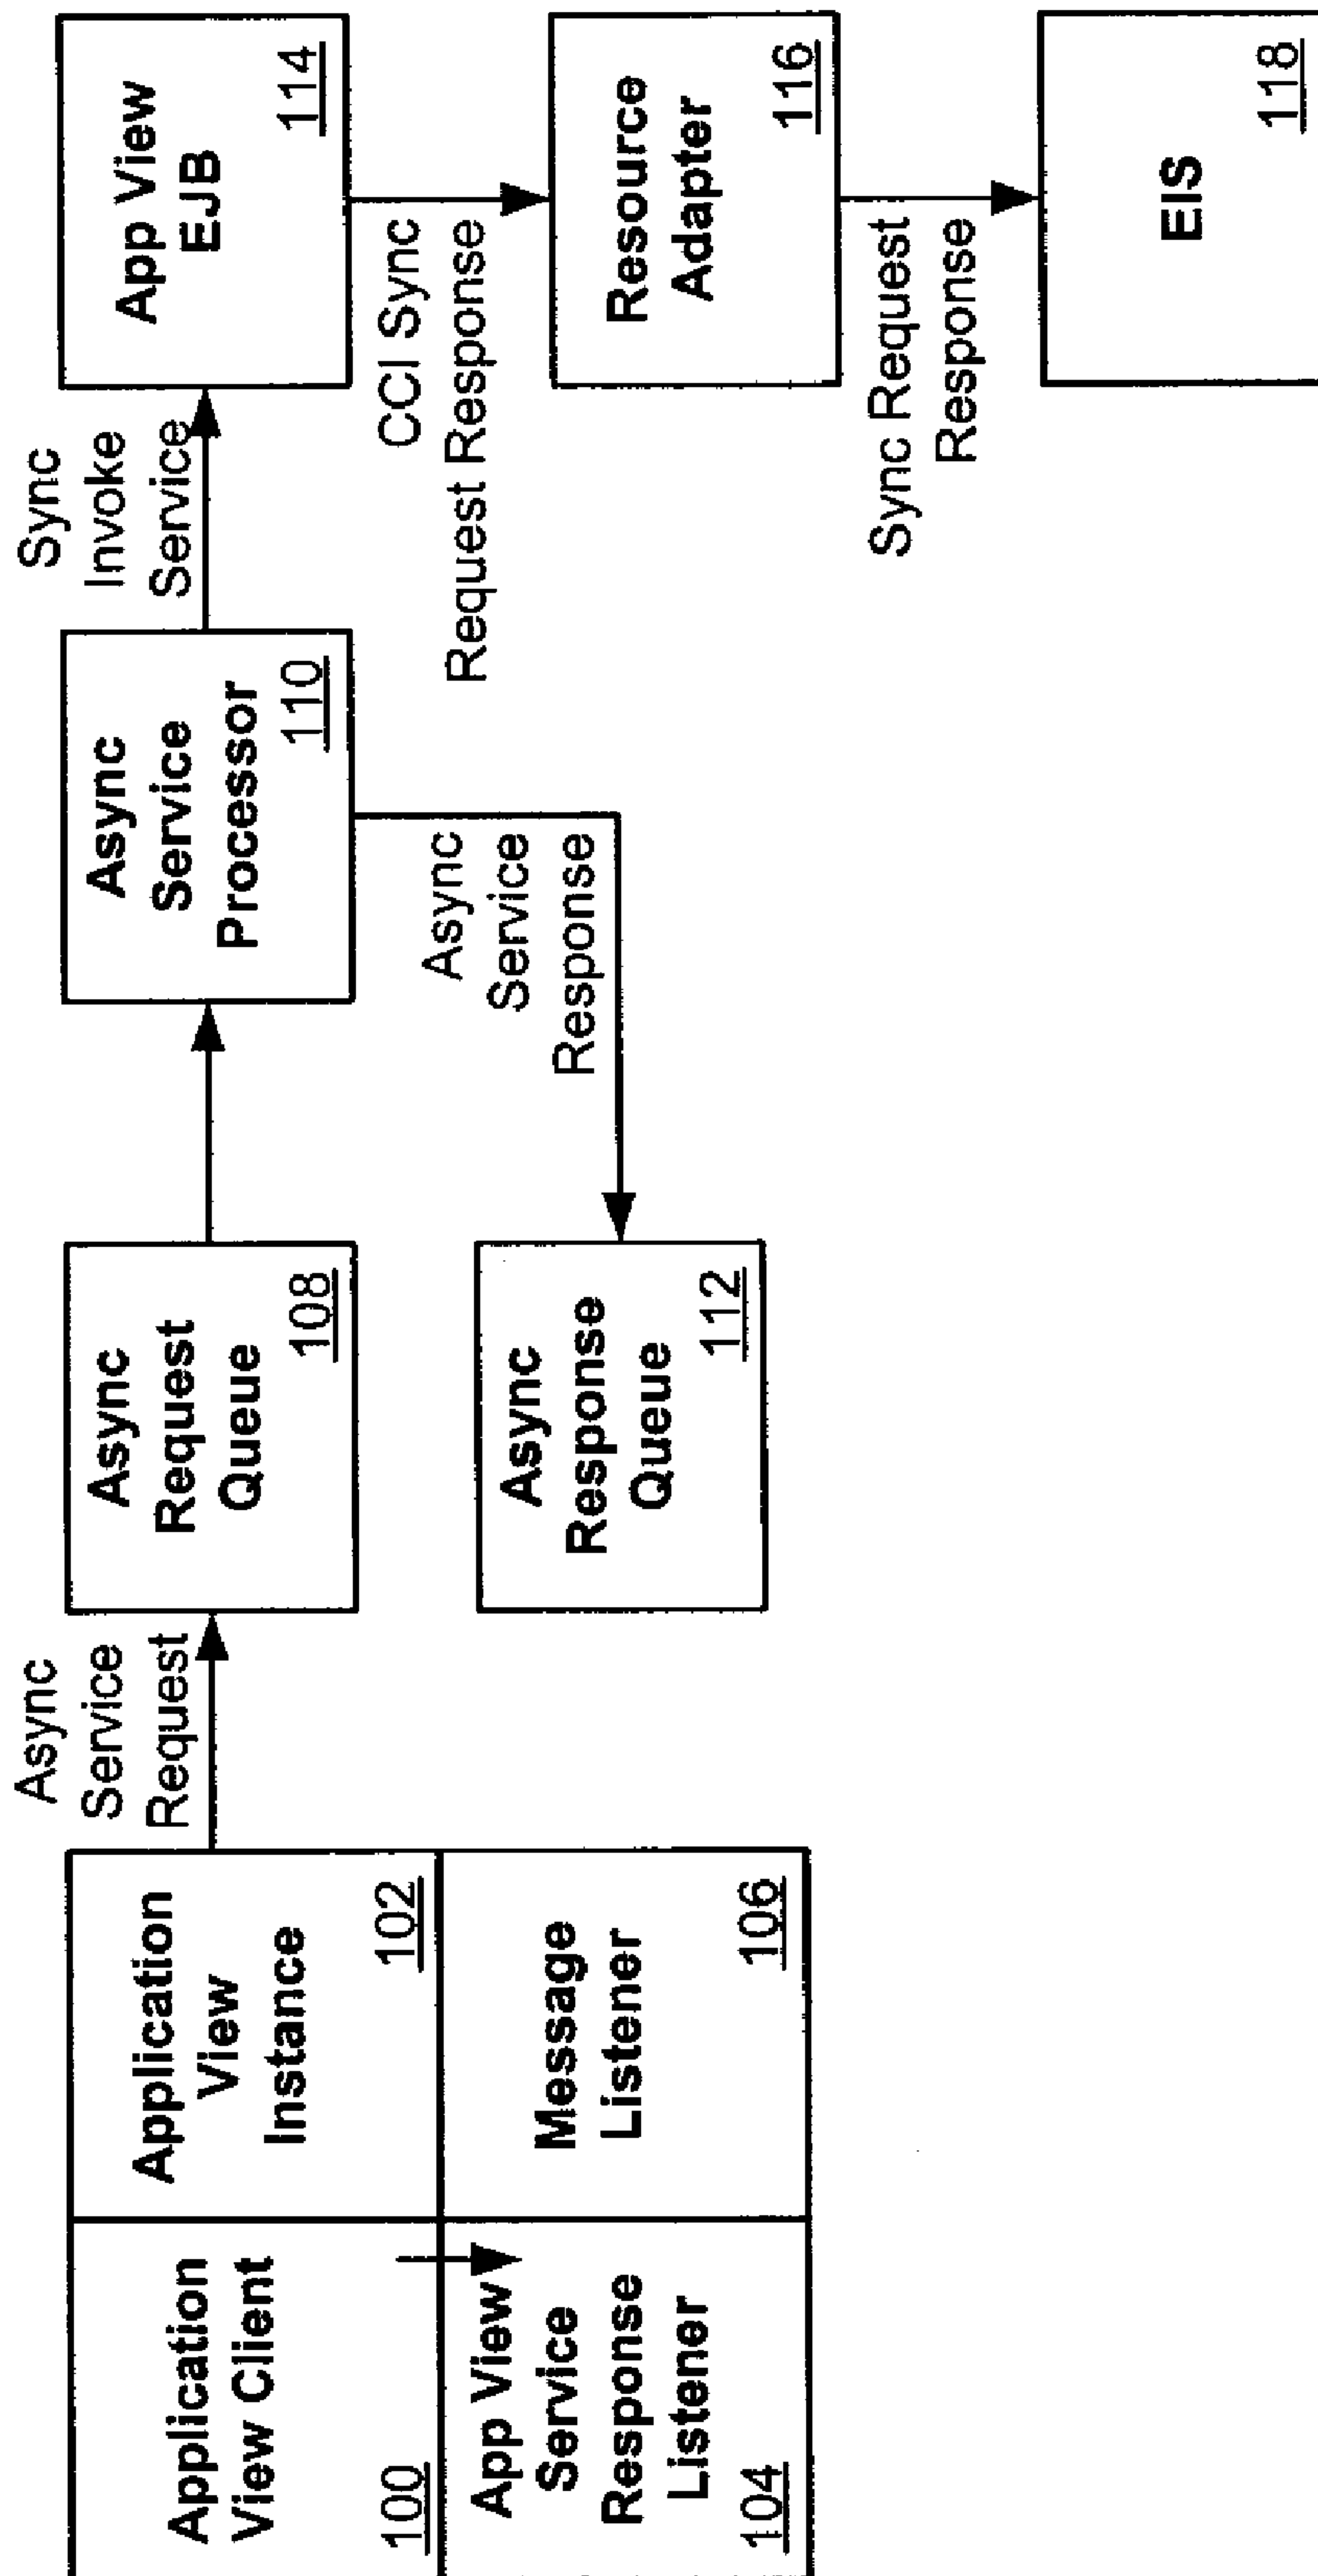 Application
View Client
100
Application
View
Instance
102
App View
Service
Response
Listener
104
Message
Listener
106
Async
Service
Request
Async
Request
Queue
108
Async
Response
Queue
112
Async
Service
Processor
110
Async
Service
Response
Sync
Invoke
Service
App View
EJB
114
CCI Sync
Request Response
Resource
Adapter
116
Sync Request
Response
EIS
118